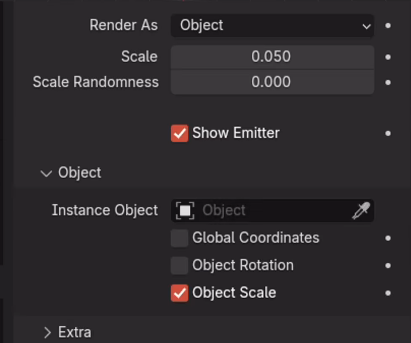 Render As Object
Scale 0.050
Scale Randomness 0.000
Show Emitter
Object
Instance Object Object
Global Coordinates
Object Rotation
Object Scale
Extra